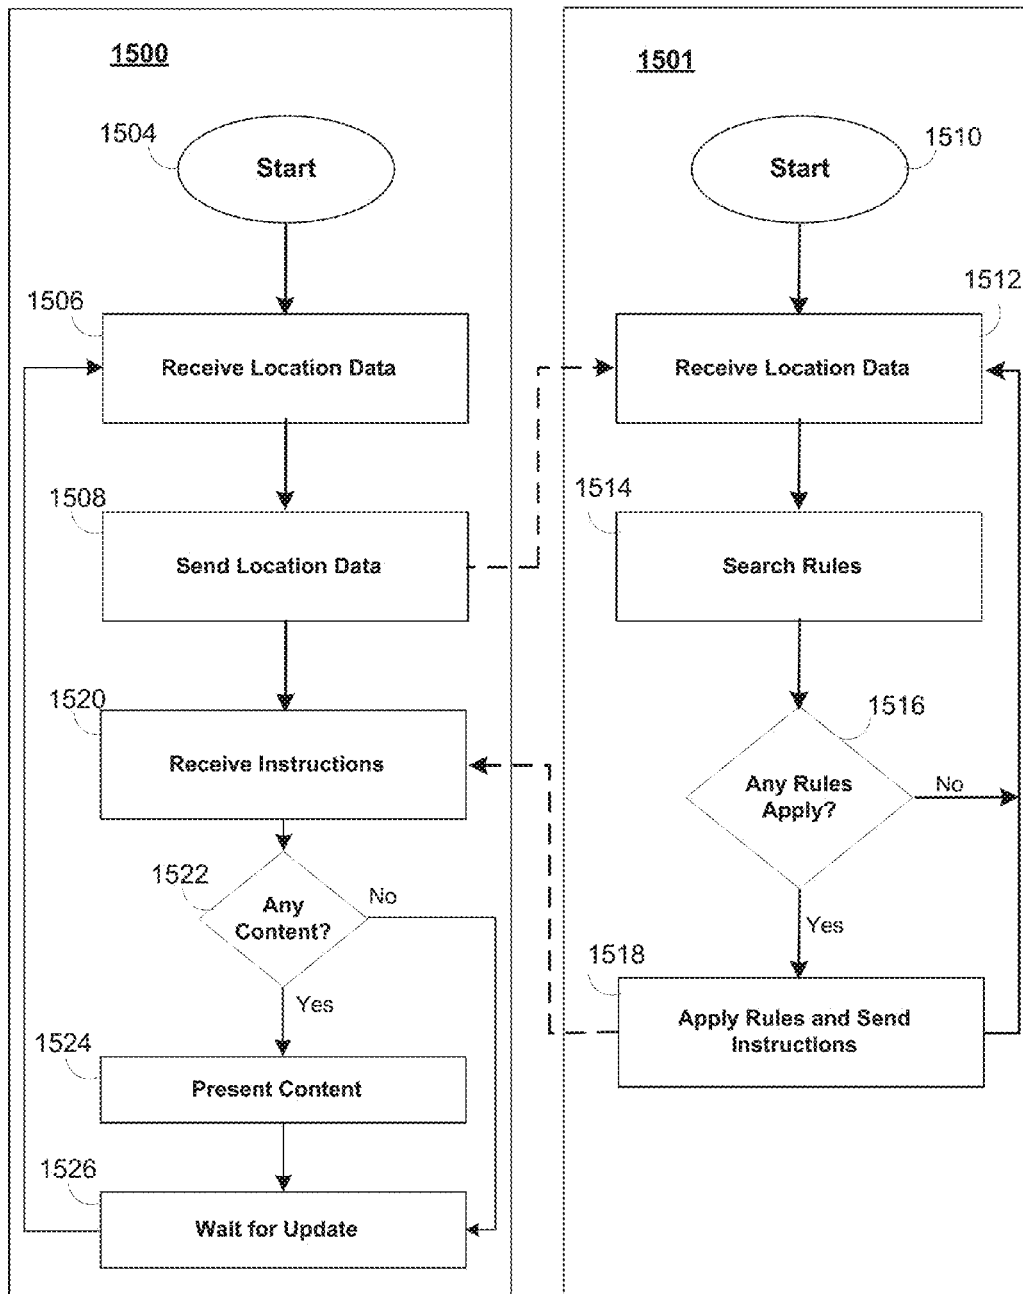 1500
1504
Start
1506
Receive Location Data
1508
Send Location Data
1520
Receive Instructions
1522
Any
Content?
No
Yes
1524
Present Content
1526
Wait for Update
1501
1510
Start
1512
Receive Location Data
1514
Search Rules
1516
Any Rules
Apply?
No
Yes
1518
Apply Rules and Send
Instructions